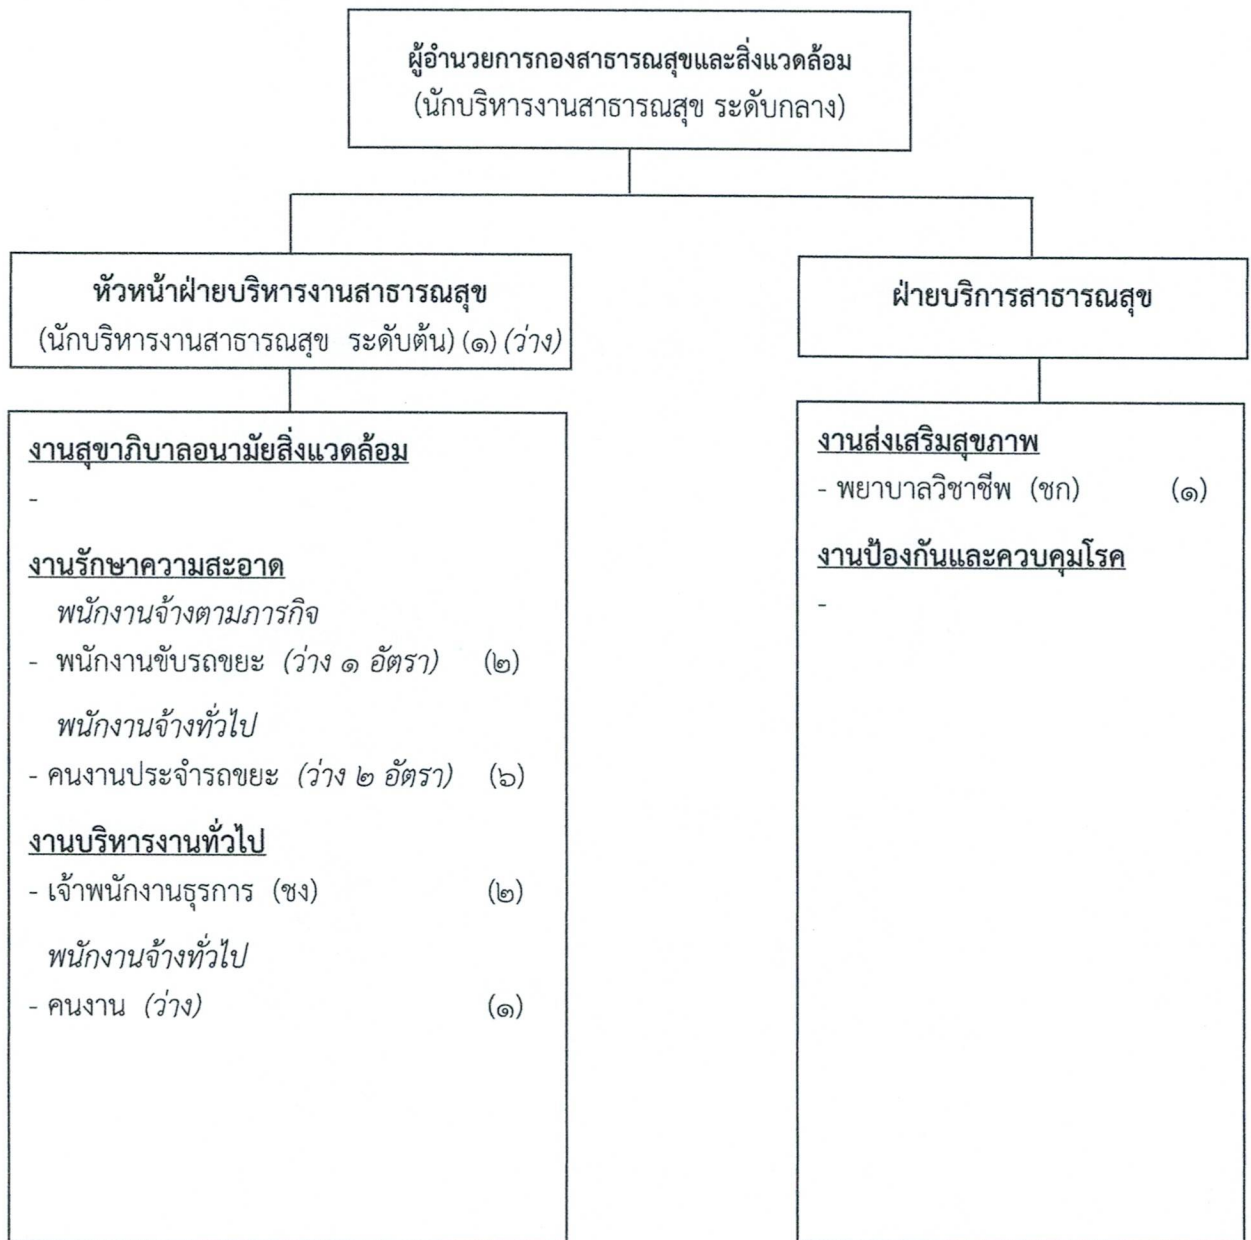 ผู้อำนวยการกองสาธารณสุขและสิ่งแวดล้อม
(นักบริหารงานสาธารณสุข ระดับกลาง)
หัวหน้าฝ่ายบริหารงานสาธารณสุข
(นักบริหารงานสาธารณสุข ระดับต้น) (๑) (ว่าง)
งานสุขาภิบาลอนามัยสิ่งแวดล้อม
-
งานรักษาความสะอาด
พนักงานจ้างตามภารกิจ
- พนักงานขับรถขยะ (ว่าง ๑ อัตรา) (๒)
พนักงานจ้างทั่วไป
- คนงานประจำรถขยะ (ว่าง ๒ อัตรา) (๖)
งานบริหารงานทั่วไป
- เจ้าพนักงานธุรการ (ชง) (๒)
พนักงานจ้างทั่วไป
- คนงาน (ว่าง) (๑)
ฝ่ายบริการสาธารณสุข
งานส่งเสริมสุขภาพ
- พยาบาลวิชาชีพ (ชก) (๑)
งานป้องกันและควบคุมโรค
-